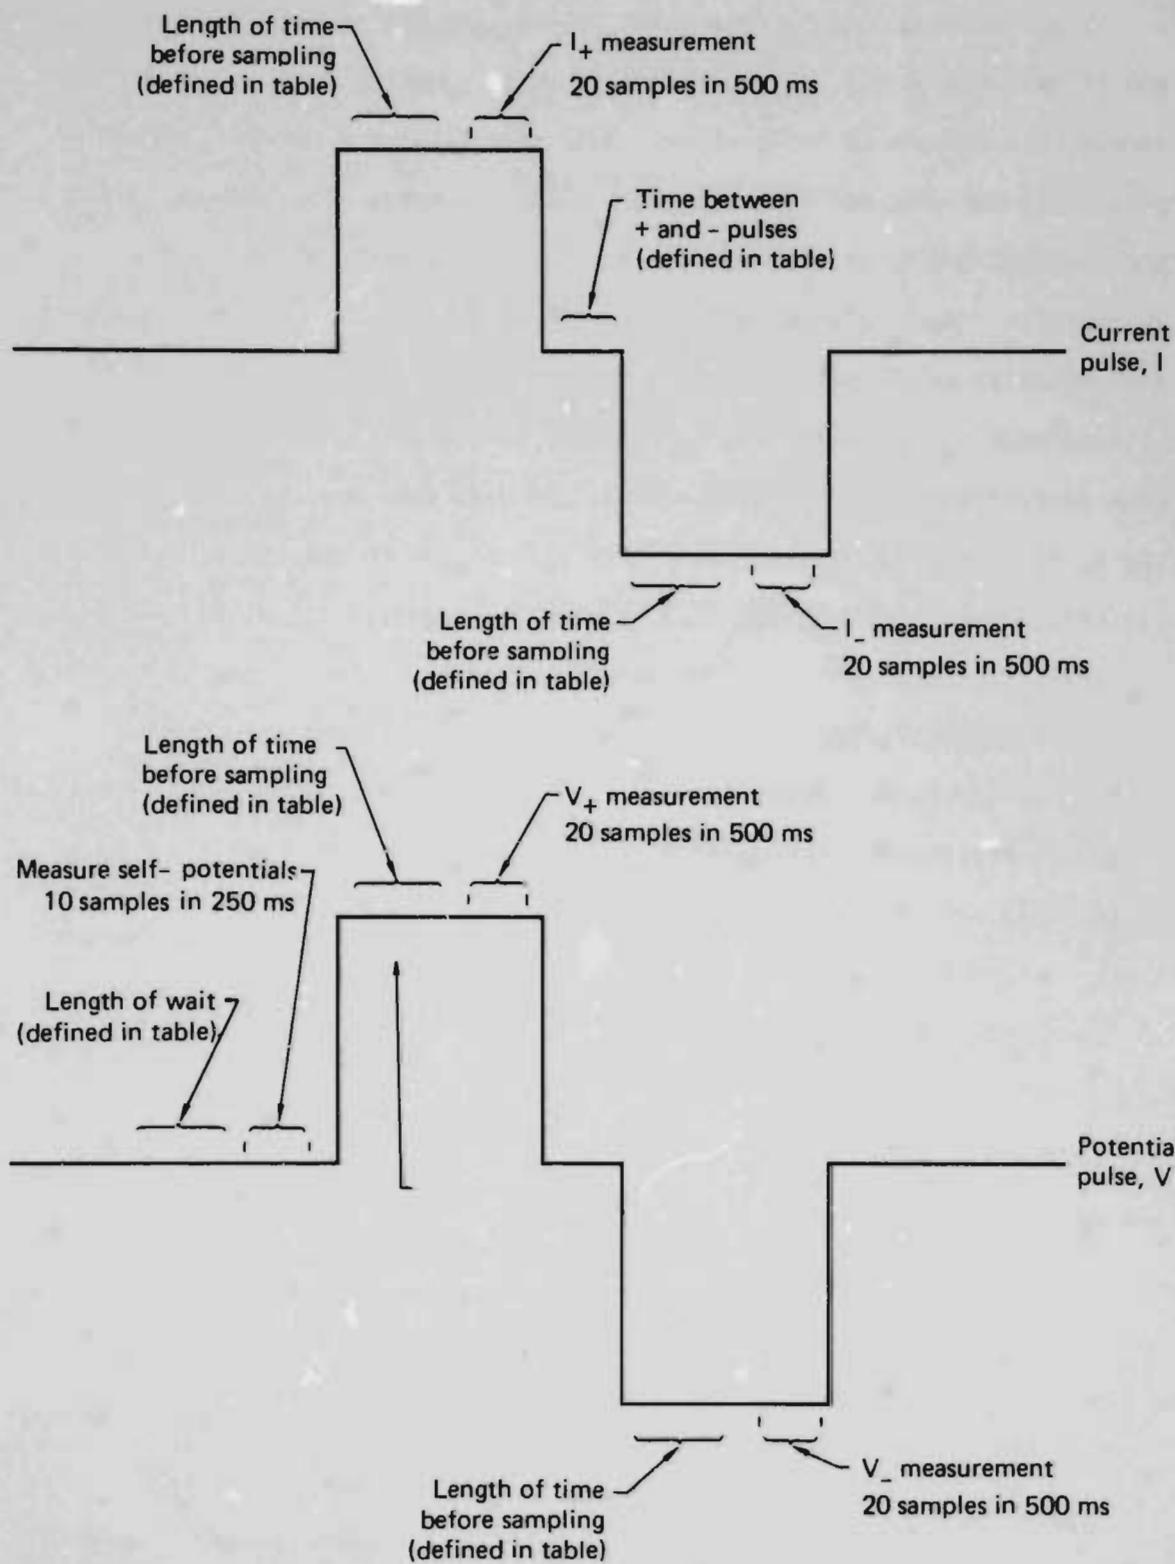 Length of time
before sampling
(defined in table)
I+ measurement
20 samples in 500 ms
Time between
+ and - pulses
(defined in table)
Current
pulse, I
Length of time
before sampling
(defined in table)
I_ measurement
20 samples in 500 ms
Length of time
before sampling
(defined in table)
V+ measurement
20 samples in 500 ms
Measure self- potentials
10 samples in 250 ms
Length of wait
(defined in table)
Potentia
pulse, V
Length of time
before sampling
(defined in table)
V_ measurement
20 samples in 500 ms